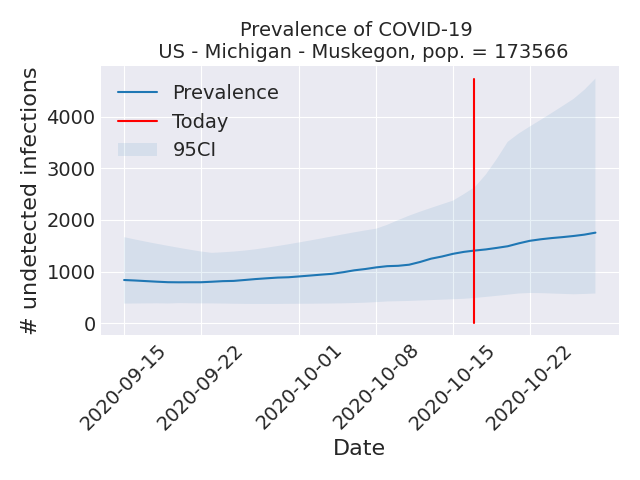 Prevalence of COVID-19
US - Michigan - Muskegon, pop. = 173566
Prevalence
Today
95CI
# undetected infections
4000
3000
2000
1000
0
2020-09-15
2020-09-22
2020-10-01
2020-10-08
2020-10-15
2020-10-22
Date